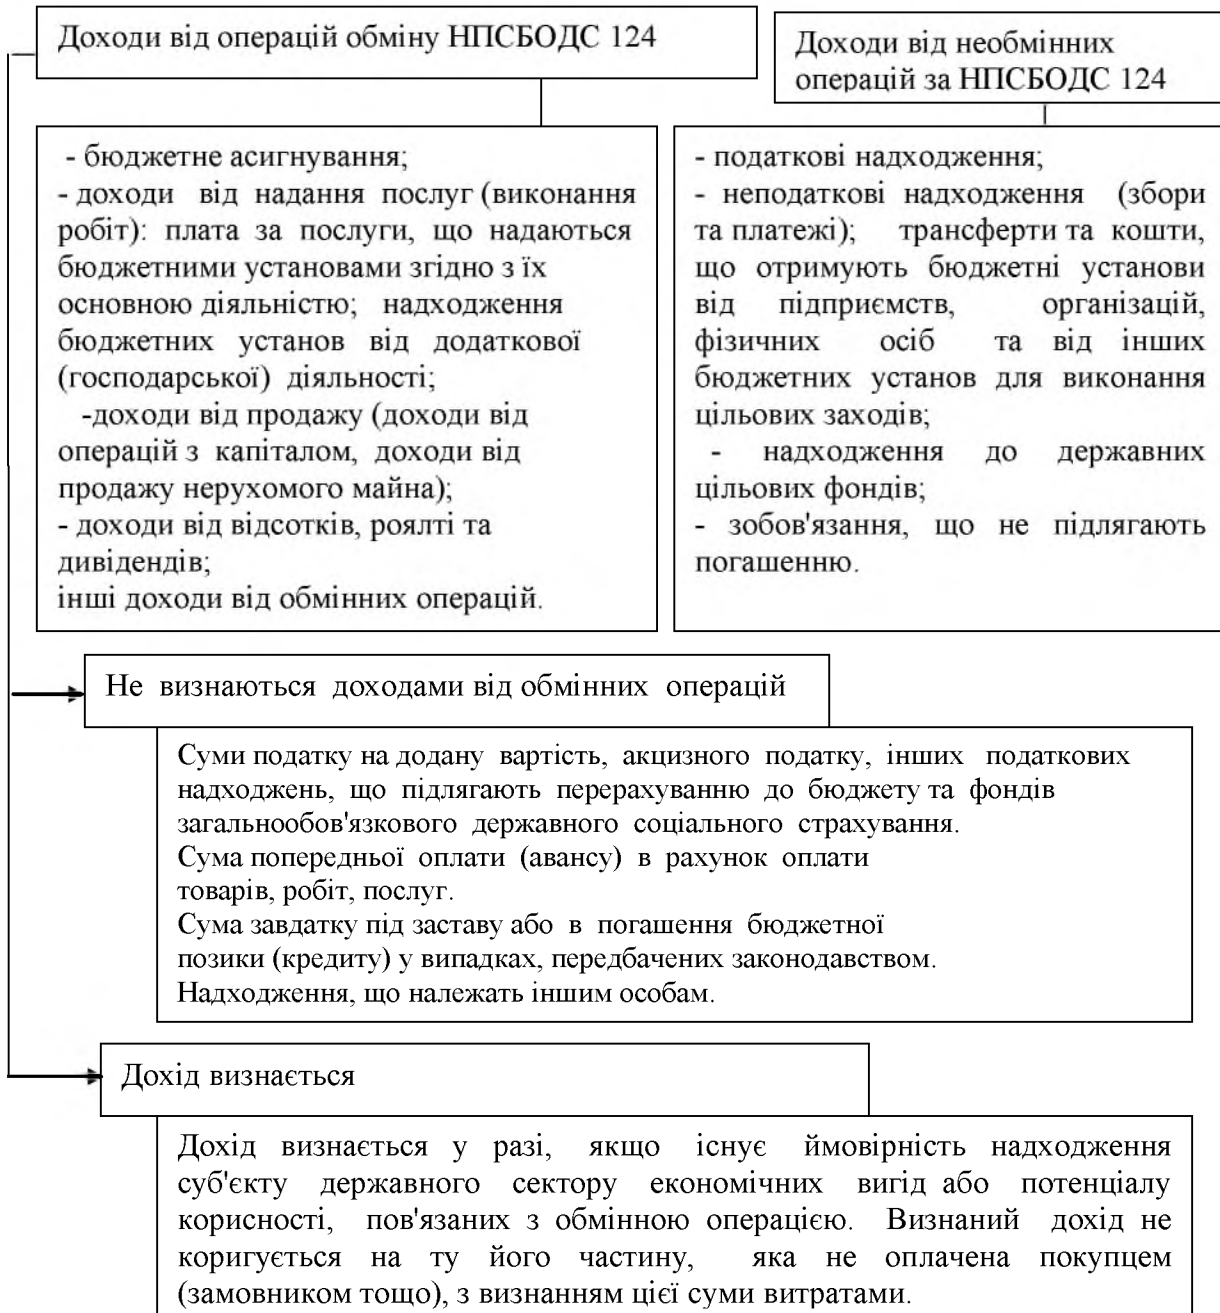 Доходи від операцій обміну НПСБОДС 124
Доходи від необмінних
операцій за НПСБОДС 124
- бюджетне асигнування;
- доходи від надання послуг (виконання
робіт): плата за послуги, що надаються
бюджетними установами згідно з їх
основною діяльністю; надходження
бюджетних установ від додаткової
(господарської) діяльності;
-доходи від продажу (доходи від
операцій з капіталом, доходи від
продажу нерухомого майна);
- доходи від відсотків, роялті та
дивідендів;
інші доходи від обмінних операцій.
- податкові надходження;
- неподаткові надходження (збори
та платежі); трансферти та кошти,
що отримують бюджетні установи
від підприємств, організацій,
фізичних осіб та від інших
бюджетних установ для виконання
цільових заходів;
- надходження до державних
цільових фондів;
- зобов'язання, що не підлягають
погашенню.
Не визнаються доходами від обмінних операцій
Суми податку на додану вартість, акцизного податку, інших податкових
надходжень, що підлягають перерахуванню до бюджету та фондів
загальнообов'язкового державного соціального страхування.
Сума попередньої оплати (авансу) в рахунок оплати
товарів, робіт, послуг.
Сума завдатку під заставу або в погашення бюджетної
позики (кредиту) у випадках, передбачених законодавством.
Надходження, що належать іншим особам.
Дохід визнається
Дохід визнається у разі, якщо існує ймовірність надходження
суб'єкту державного сектору економічних вигід або потенціалу
корисності, пов'язаних з обмінною операцією. Визнаний дохід не
коригується на ту його частину, яка не оплачена покупцем
(замовником тощо), з визнанням цієї суми витратами.